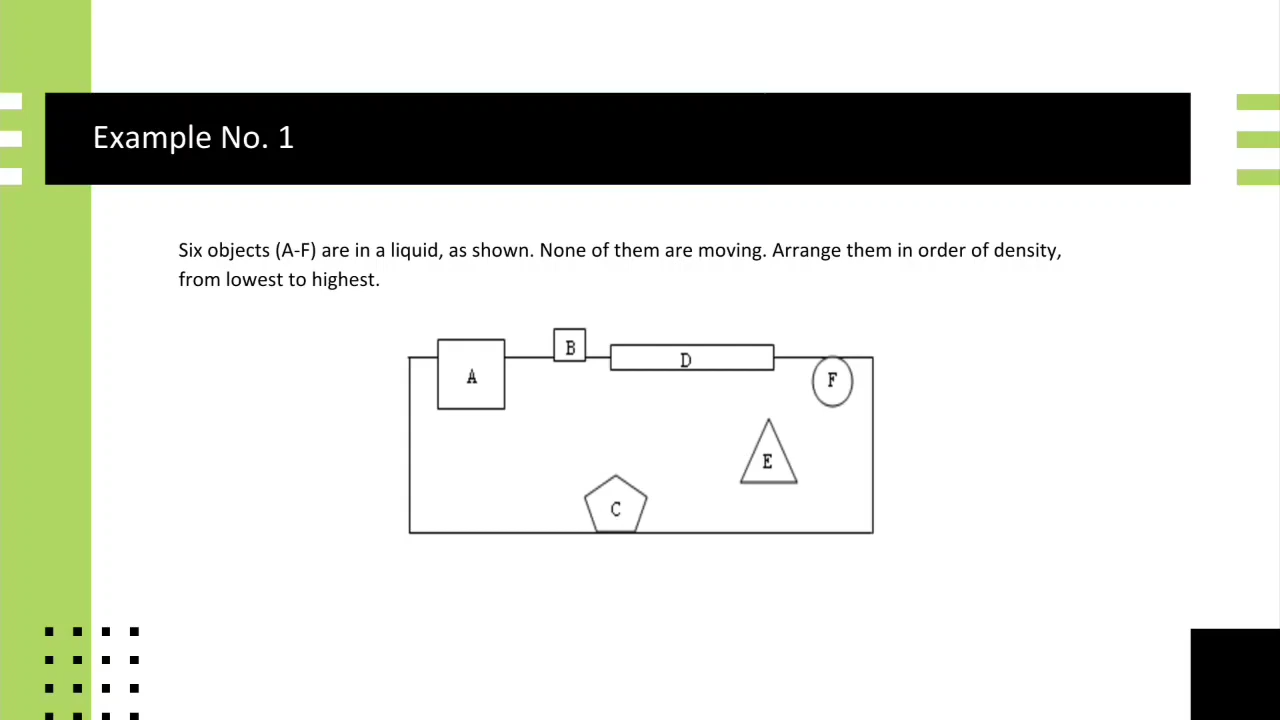 Example No. 1
Six objects (A-F) are in a liquid, as shown. None of them are moving. Arrange them in order of density,
from lowest to highest.
B
D
A
F
E
C